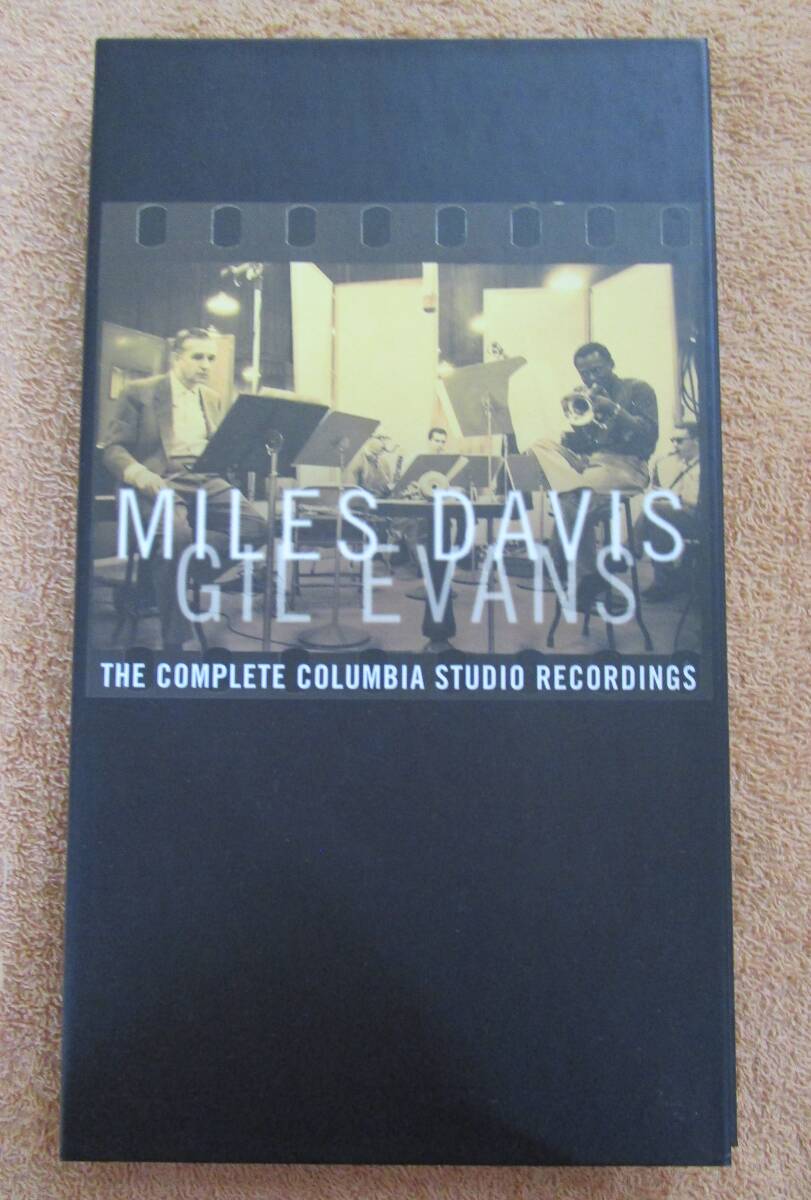 MILES DAVIS
GIL EVANS
THE COMPLETE COLUMBIA STUDIO RECORDINGS